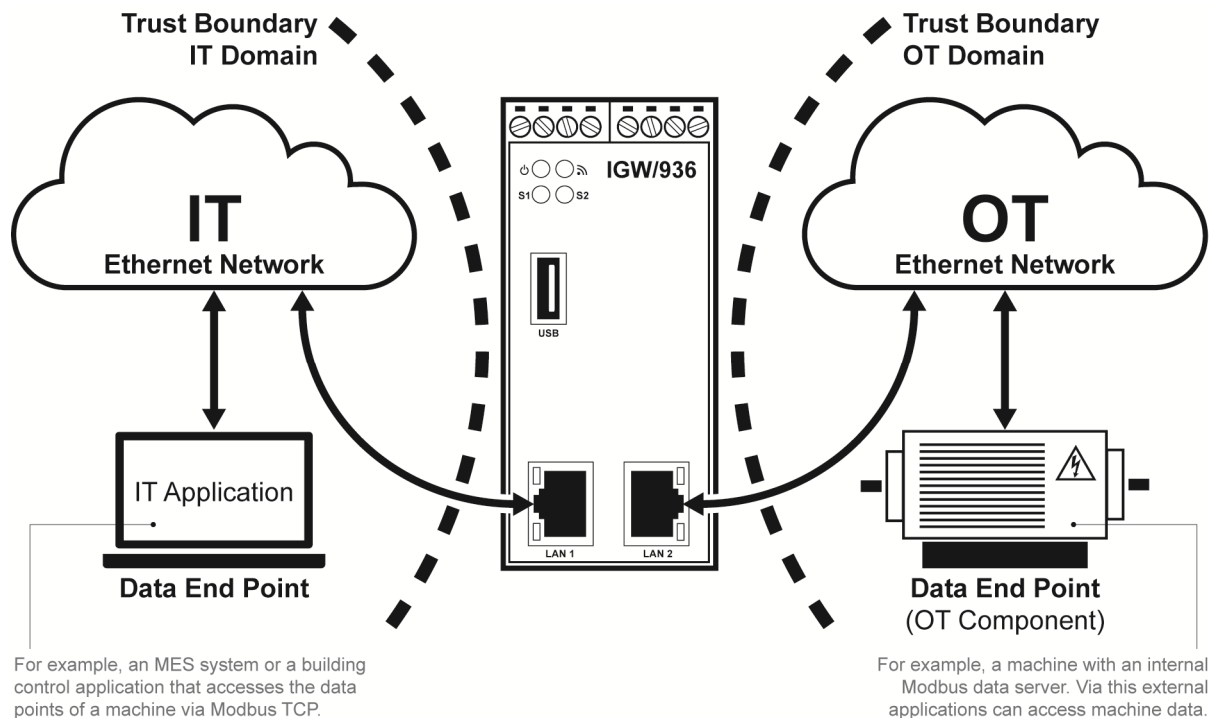 Trust Boundary
IT Domain
Trust Boundary
OT Domain
IT
Ethernet Network
IGW/936
S1
S2
USB
LAN 1
LAN 2
OT
Ethernet Network
IT Application
Data End Point
Data End Point
(OT Component)
For example, an MES system or a building
control application that accesses the data
points of a machine via Modbus TCP.
For example, a machine with an internal
Modbus data server. Via this external
applications can access machine data.